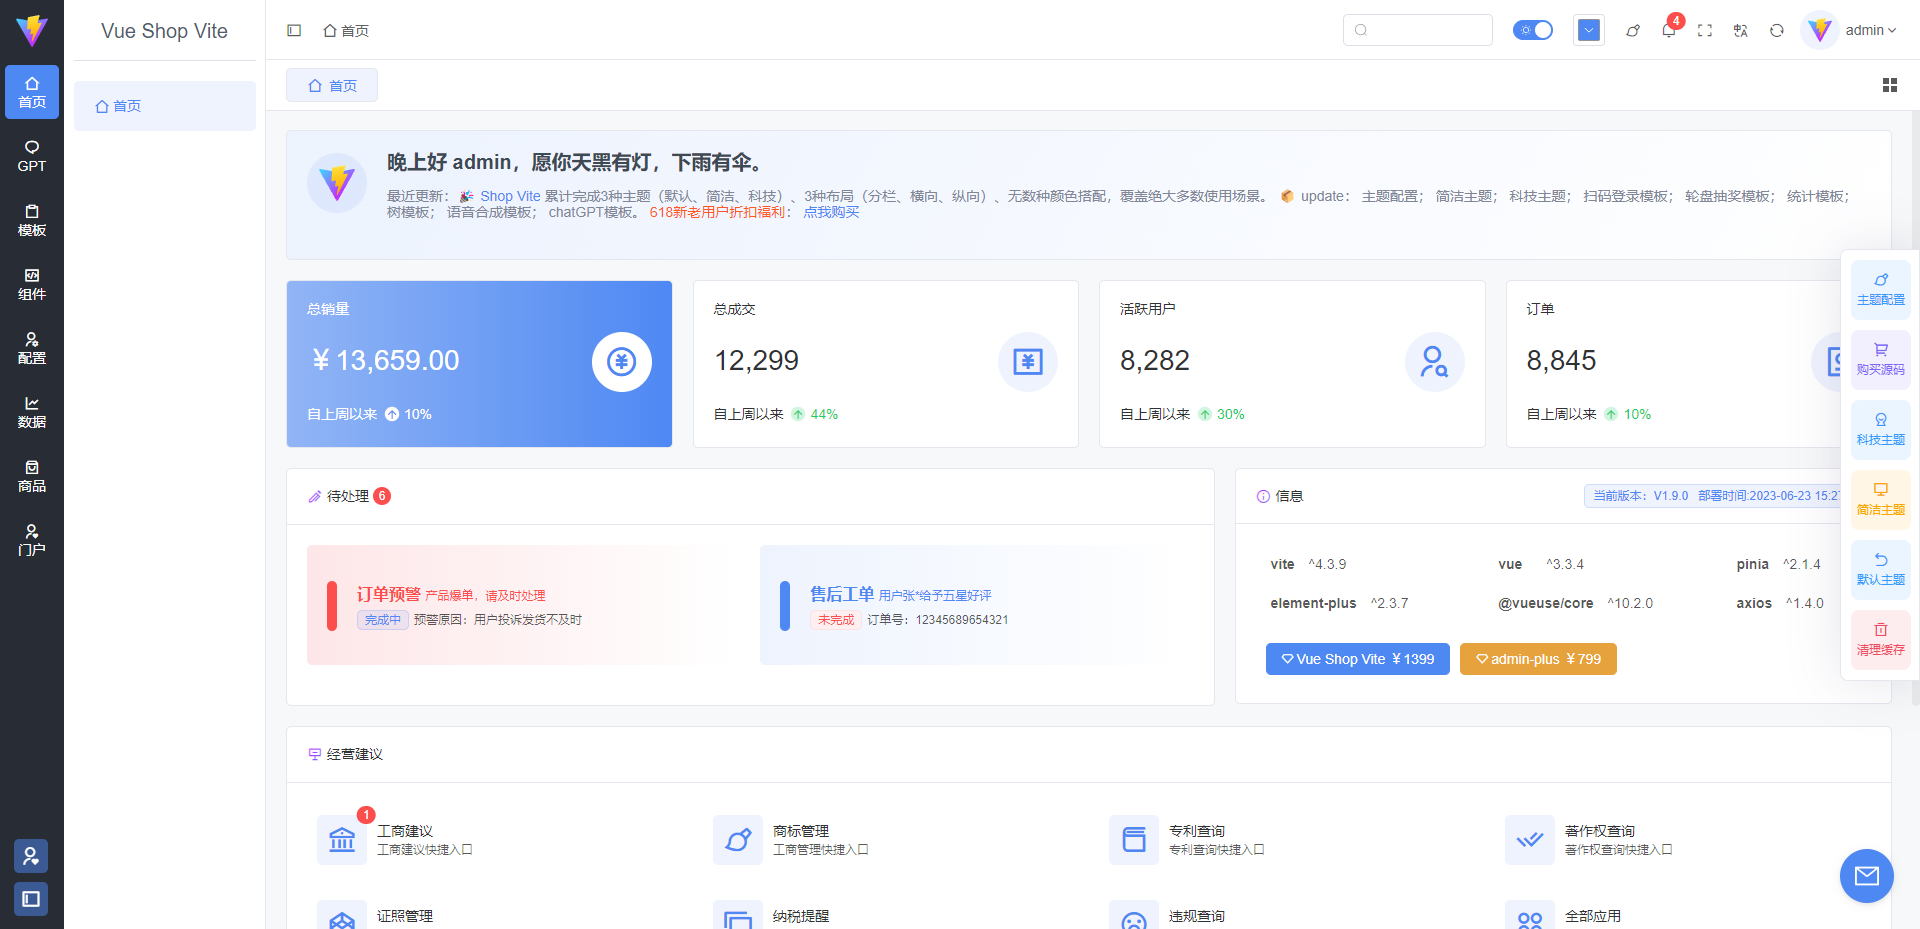 Vue Shop Vite
首页
4
admin
首页
GPT
模板
组件
配置
数据
商品
门户
首页
首页
晚上好 admin，愿你天黑有灯，下雨有伞。
最近更新： Shop Vite 累计完成3种主题（默认、简洁、科技）、3种布局（分栏、横向、纵向）、无数种颜色搭配，覆盖绝大多数使用场景。 update： 主题配置； 简洁主题； 科技主题； 扫码登录模板； 轮盘抽奖模板； 统计模板；
树模板； 语音合成模板； chatGPT模板。 618新老用户折扣福利： 点我购买
总销量
￥13,659.00
自上周以来 10%
总成交
12,299
自上周以来 44%
活跃用户
8,282
自上周以来 30%
订单
8,845
自上周以来 10%
主题配置
购买源码
科技主题
简洁主题
默认主题
清理缓存
待处理 6
订单预警 产品爆单，请及时处理
完成中 预警原因：用户投诉发货不及时
售后工单 用户张*给予五星好评
未完成 订单号：12345689654321
信息
当前版本：V1.9.0 部署时间:2023-06-23 15:27
vite ^4.3.9 vue ^3.3.4 pinia ^2.1.4
element-plus ^2.3.7 @vueuse/core ^10.2.0 axios ^1.4.0
Vue Shop Vite ￥1399 admin-plus ￥799
经营建议
1
工商建议
工商建议快捷入口
商标管理
工商管理快捷入口
专利查询
专利查询快捷入口
著作权查询
著作权查询快捷入口
证照管理
纳税提醒
违规查询
全部应用